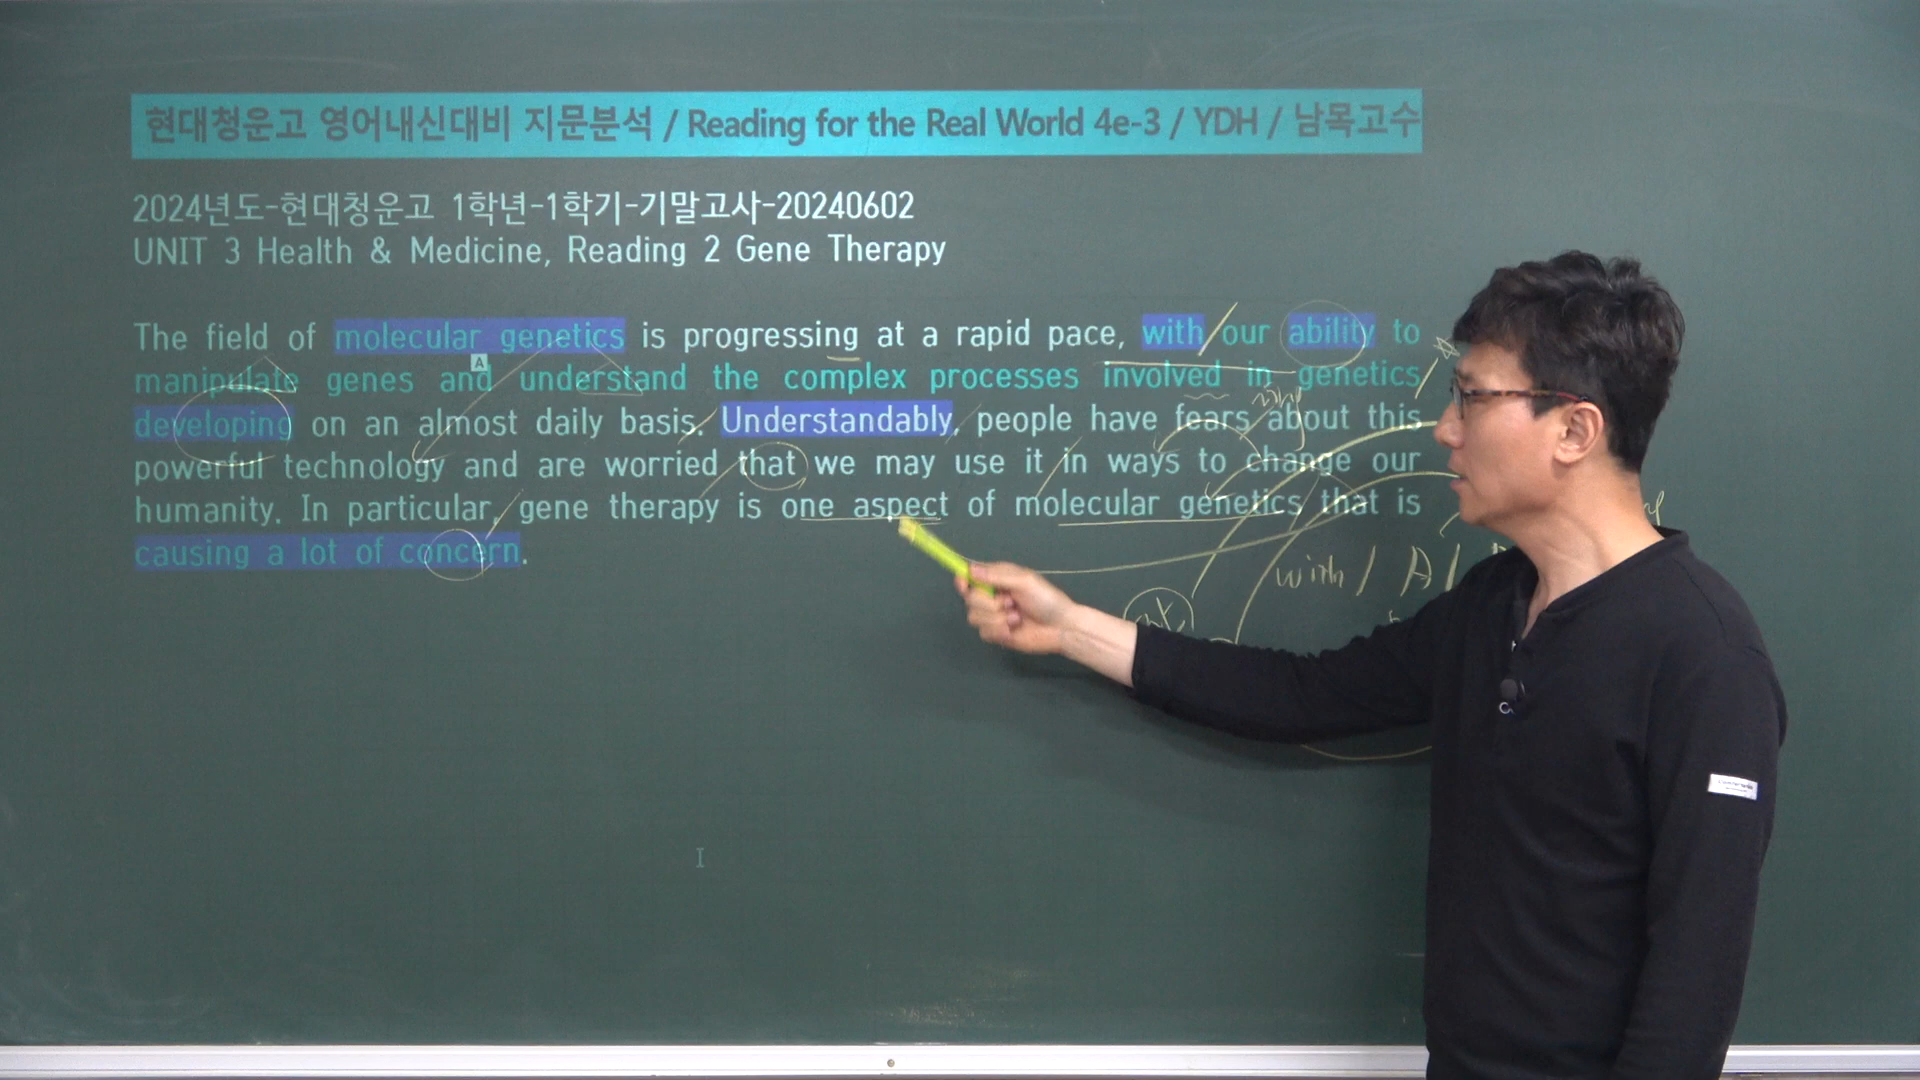 현대청운고 영어내신대비 지문분석 / Reading for the Real World 4e-3 / YDH / 남목고수
2024년도-현대청운고 1학년-1학기-기말고사-20240602
UNIT 3 Health & Medicine, Reading 2 Gene Therapy
The field of molecular genetics is progressing at a rapid pace, with our ability to
A
manipulate genes and understand the complex processes involved in genetics
developing on an almost daily basis. Understandably, people have fears about this
powerful technology and are worried that we may use it in ways to change our
humanity. In particular, gene therapy is one aspect of molecular genetics that is
causing a lot of concern.
with / A /